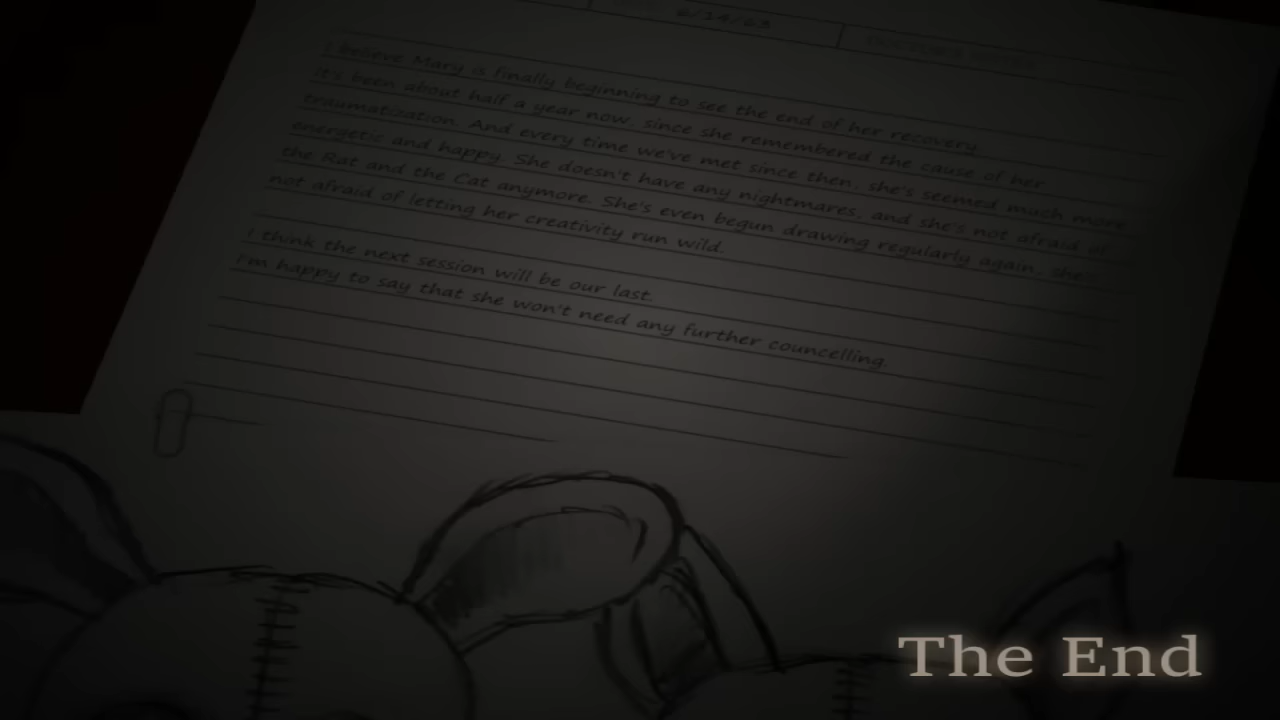 6/14/63
I believe Mary is finally beginning to see the end of her recovery.
It's been about half a year now, since she remembered the cause of her
traumatization. And every time we've met since then, she's seemed much more
energetic and happy. She doesn't have any nightmares, and she's not afraid of
the Rat and the Cat anymore. She's even begun drawing regularly again, she's
not afraid of letting her creativity run wild.
I think the next session will be our last.
I'm happy to say that she won't need any further councelling.
The End